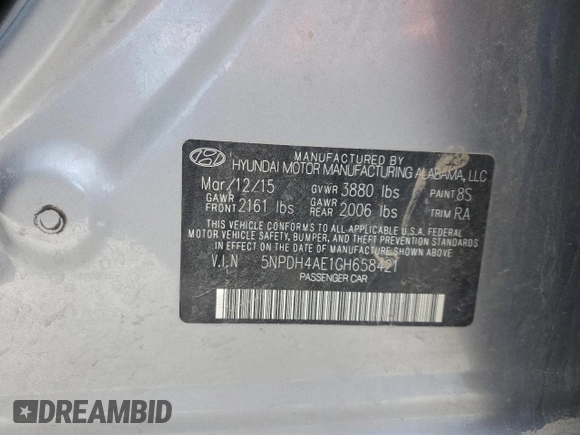 MANUFACTURED BY
HYUNDAI MOTOR MANUFACTURING ALABAMA, LLC
Mar/12/15 GVWR 3880 lbs PAINT 8S
GAWR FRONT 2161 lbs GAWR REAR 2006 lbs TRIM RA
THIS VEHICLE CONFORMS TO ALL APPLICABLE U.S.A. FEDERAL
MOTOR VEHICLE SAFETY, BUMPER, AND THEFT PREVENTION STANDARDS
IN EFFECT ON THE DATE OF MANUFACTURE SHOWN ABOVE
V.I.N 5NPDH4AE1GH658421
PASSENGER CAR
DREAMBID